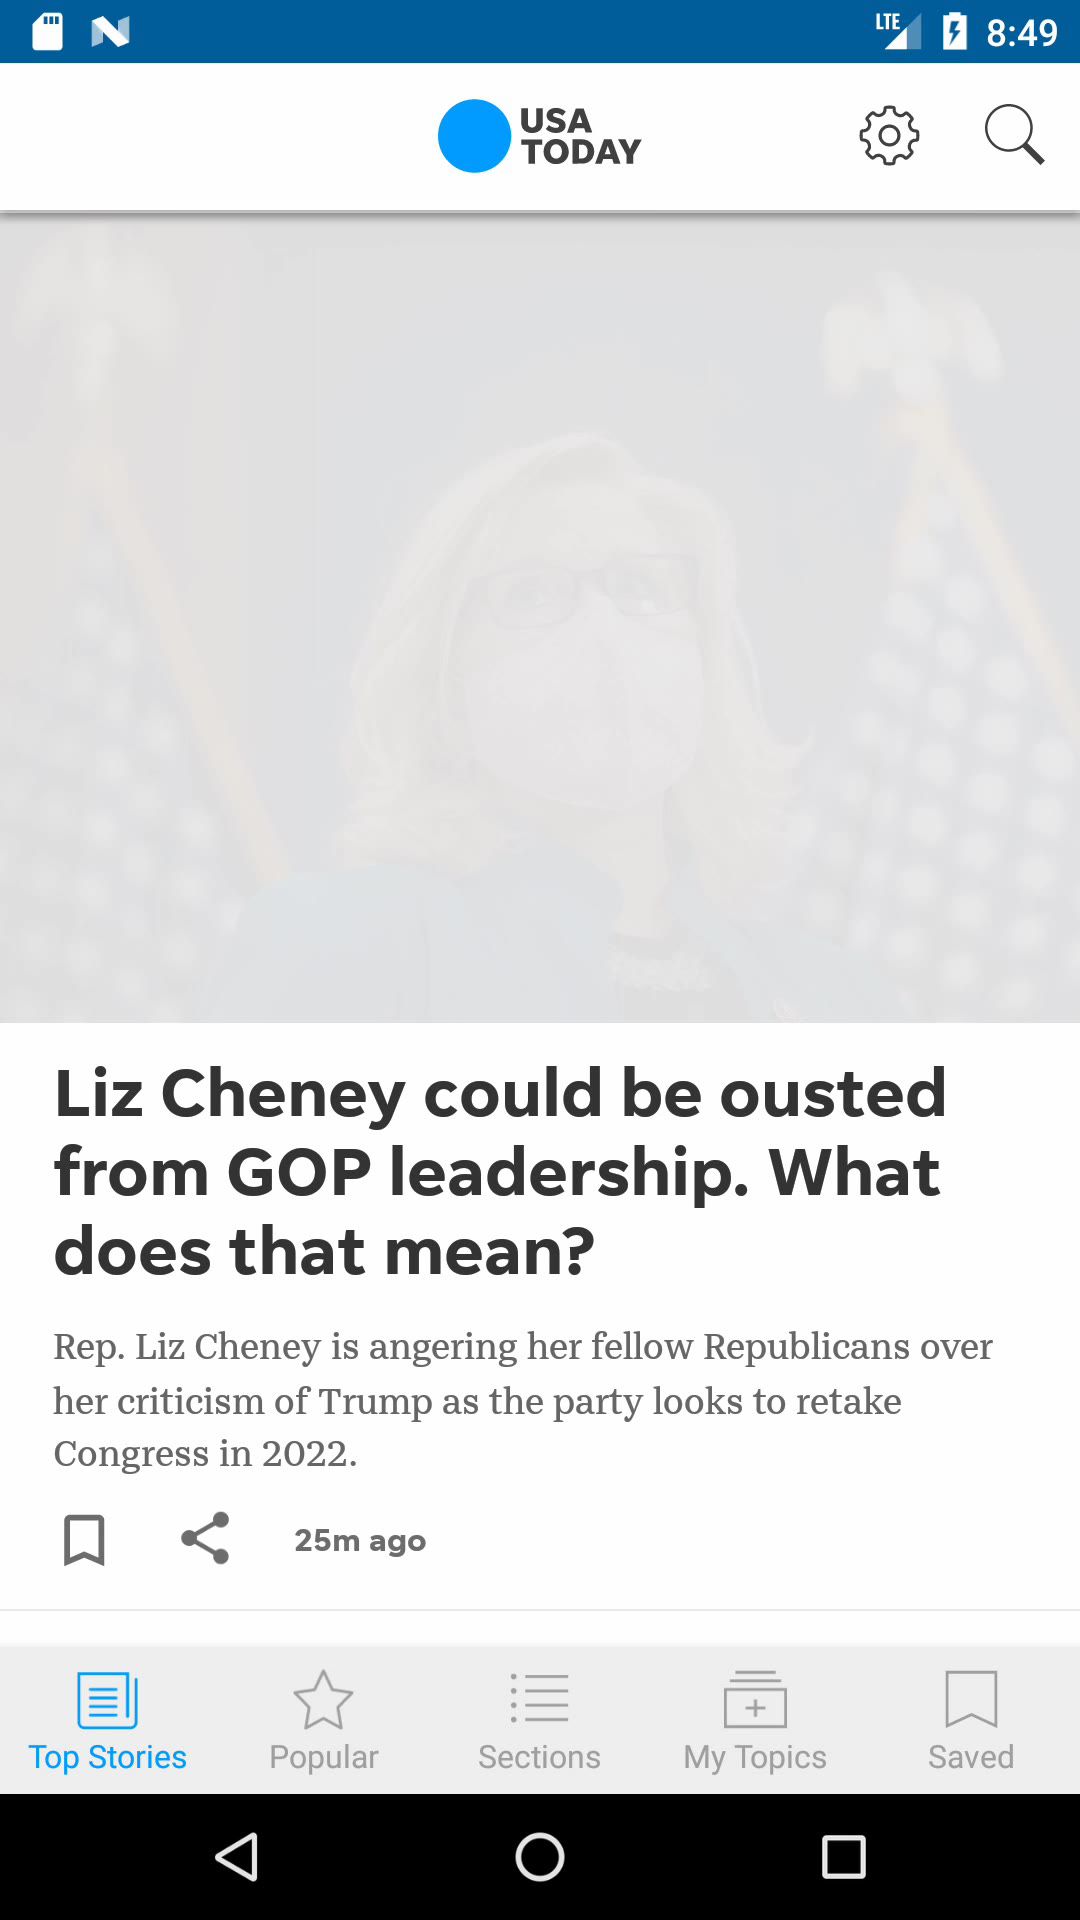 LTE 8:49
USA
TODAY
Liz Cheney could be ousted
from GOP leadership. What
does that mean?
Rep. Liz Cheney is angering her fellow Republicans over
her criticism of Trump as the party looks to retake
Congress in 2022.
25m ago
Top Stories Popular Sections My Topics Saved